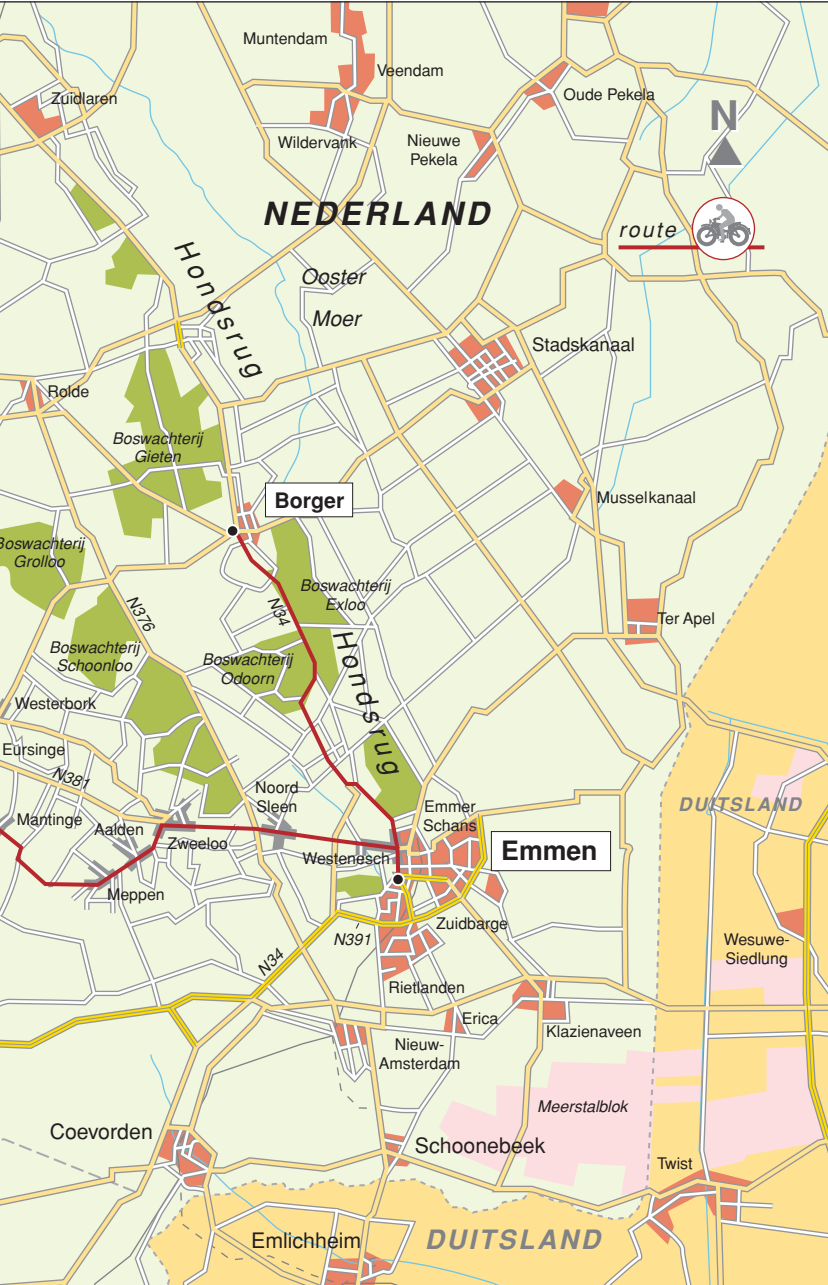 Muntendam
Veendam
Zuidlaren
Oude Pekela
Wildervank
Nieuwe
Pekela
N
NEDERLAND
route
Hondsrug
Ooster
Moer
Stadskanaal
Rolde
Boswachterij
Gieten
Borger
Musselkanaal
Boswachterij
Grolloo
Boswachterij
Exloo
N376
N34
Ter Apel
Boswachterij
Schoonloo
Boswachterij
Odoorn
Hondsrug
Westerbork
Eursinge
N381
Noord
Sleen
Emmer
Schans
DUITSLAND
Mantinge
Aalden
Zweeloo
Westenesch
Emmen
Meppen
Zuidbarge
N391
Wesuwe-
Siedlung
N34
Rietlanden
Erica
Klazienaveen
Nieuw-
Amsterdam
Meerstalblok
Coevorden
Schoonebeek
Twist
Emlichheim
DUITSLAND